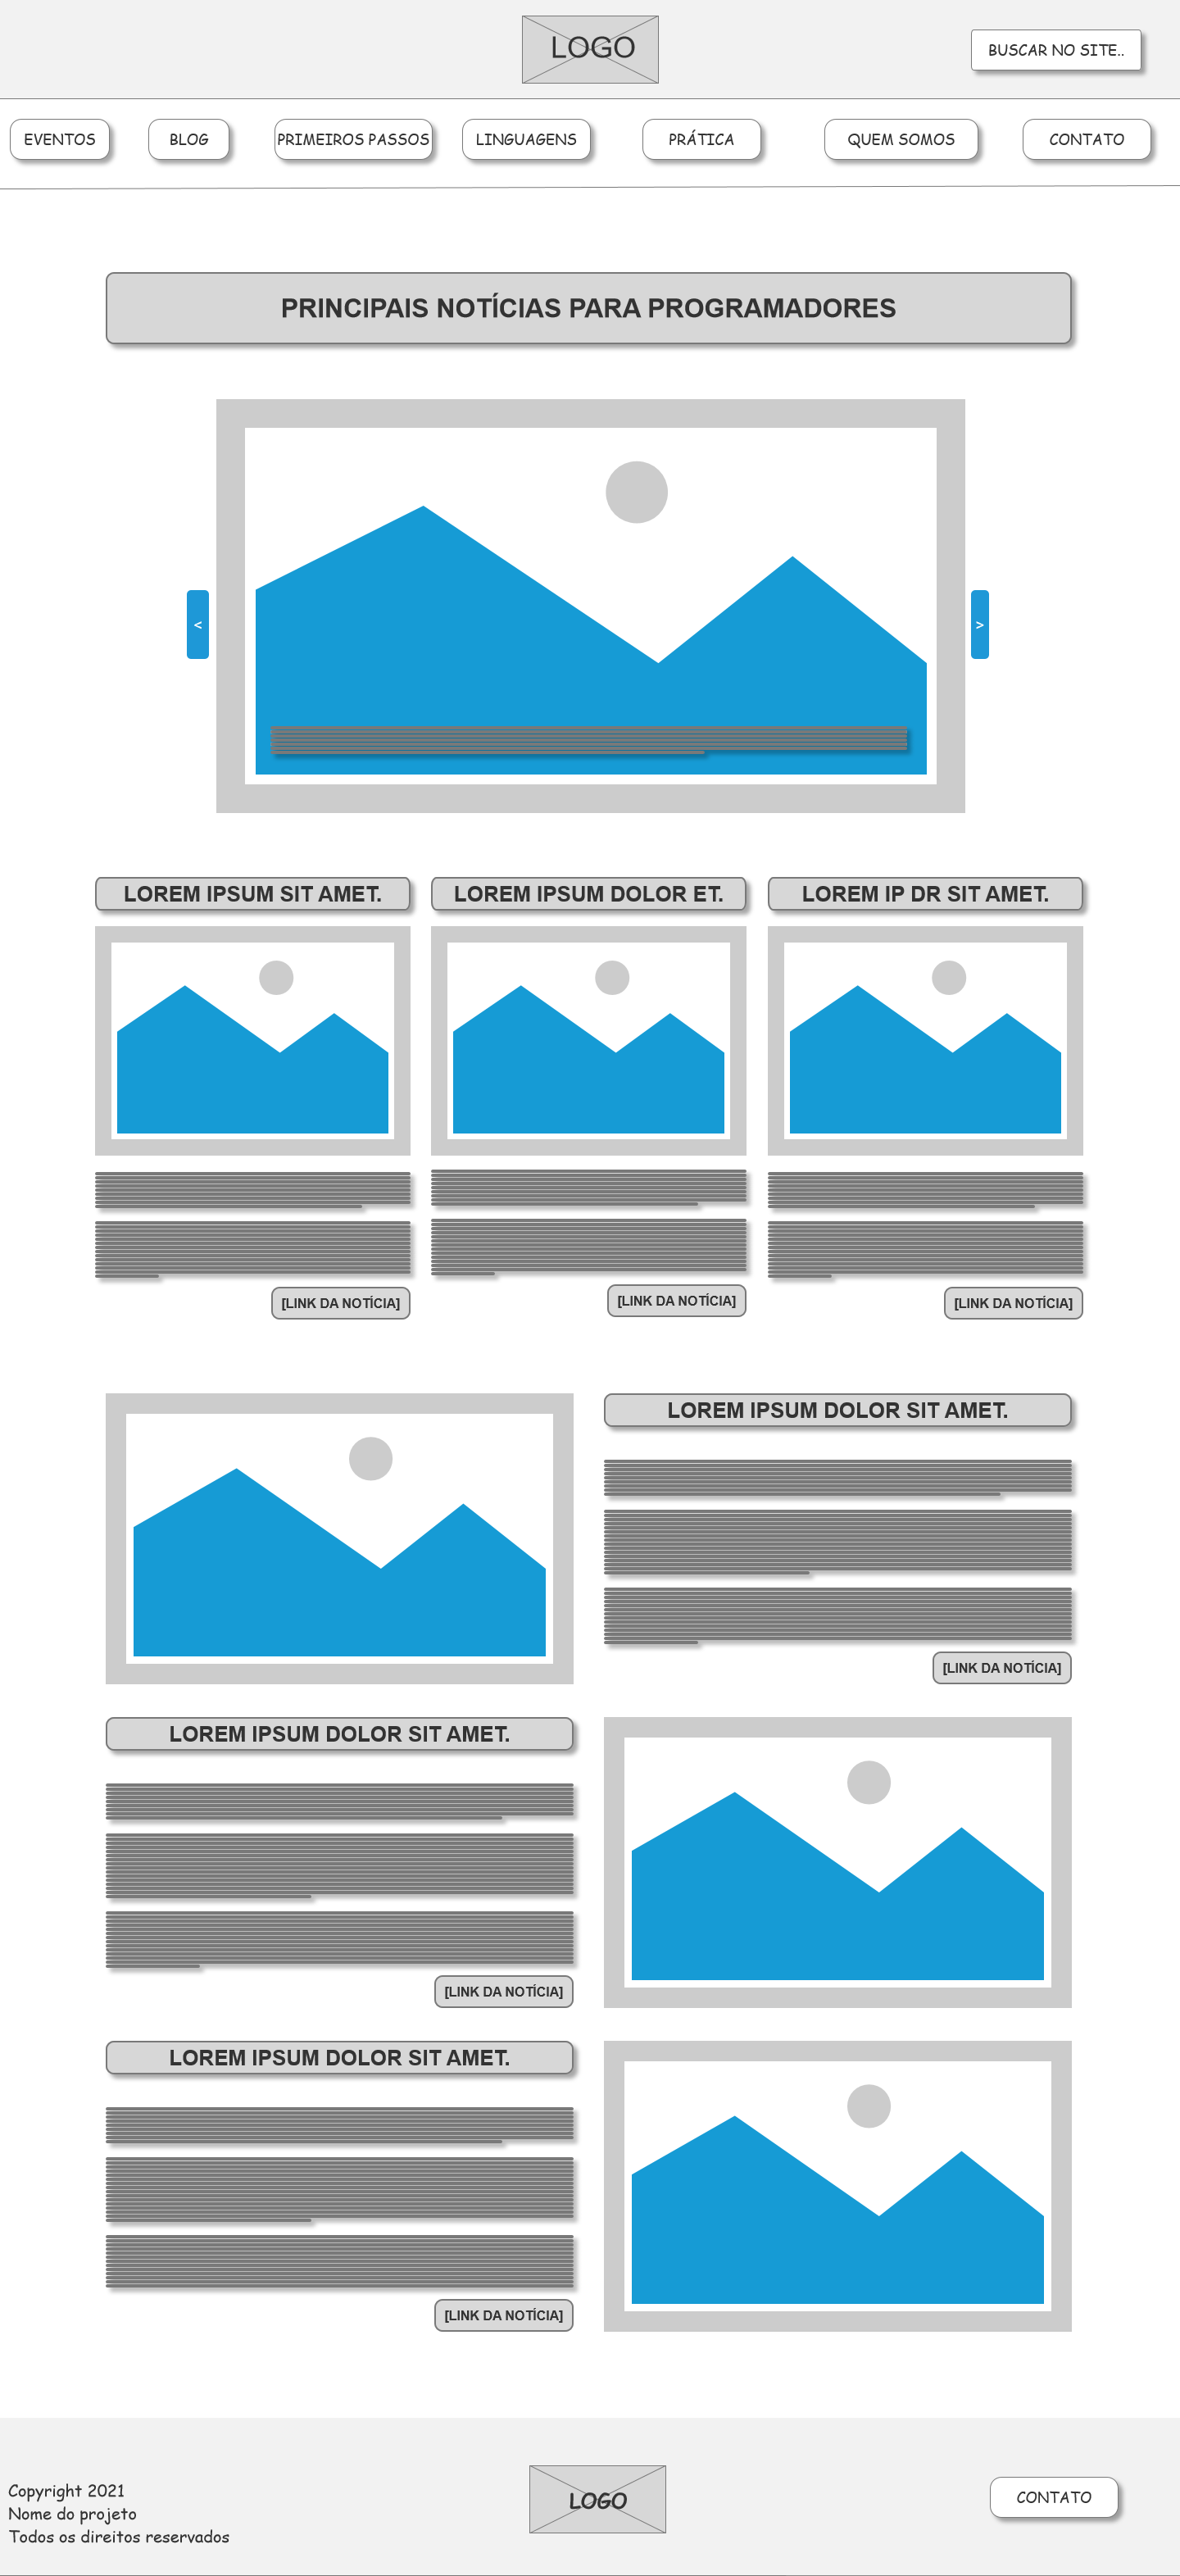 LOGO
BUSCAR NO SITE..
EVENTOS
BLOG
PRIMEIROS PASSOS
LINGUAGENS
PRÁTICA
QUEM SOMOS
CONTATO
PRINCIPAIS NOTÍCIAS PARA PROGRAMADORES
<
>
LOREM IPSUM SIT AMET.
LOREM IPSUM DOLOR ET.
LOREM IP DR SIT AMET.
[LINK DA NOTÍCIA]
[LINK DA NOTÍCIA]
[LINK DA NOTÍCIA]
LOREM IPSUM DOLOR SIT AMET.
[LINK DA NOTÍCIA]
LOREM IPSUM DOLOR SIT AMET.
[LINK DA NOTÍCIA]
LOREM IPSUM DOLOR SIT AMET.
[LINK DA NOTÍCIA]
Copyright 2021
Nome do projeto
Todos os direitos reservados
LOGO
CONTATO